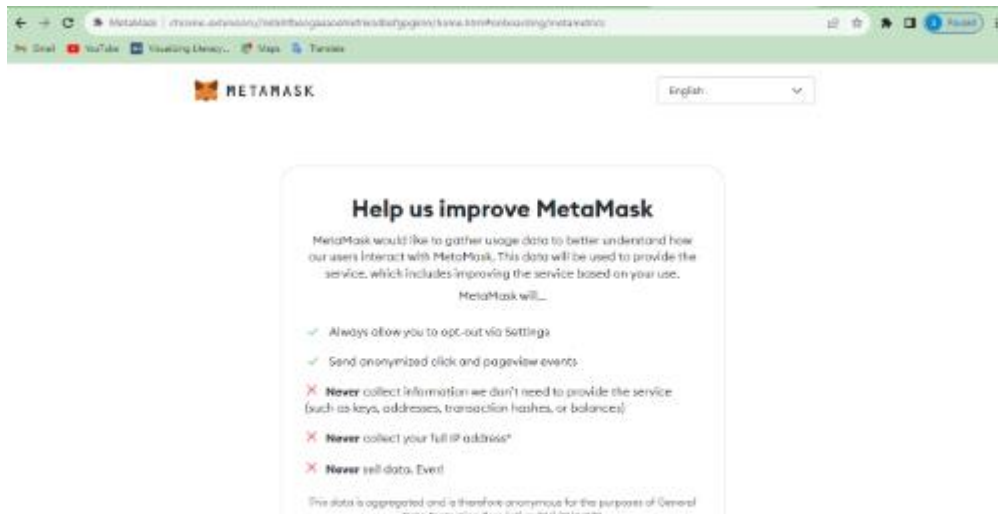 MetaMask
Paused
Gmail YouTube Visualizing Literacy... Maps Translate
METAMASK
English
Help us improve MetaMask
MetaMask would like to gather usage data to better understand how
our users interact with MetaMask. This data will be used to provide the
service, which includes improving the service based on your use.
MetaMask will...
Always allow you to opt-out via Settings
Send anonymized click and pageview events
Never collect information we don't need to provide the service
(such as keys, addresses, transaction hashes, or balances)
Never collect your full IP address*
Never sell data. Ever!
This data is aggregated and is therefore anonymous for the purposes of General